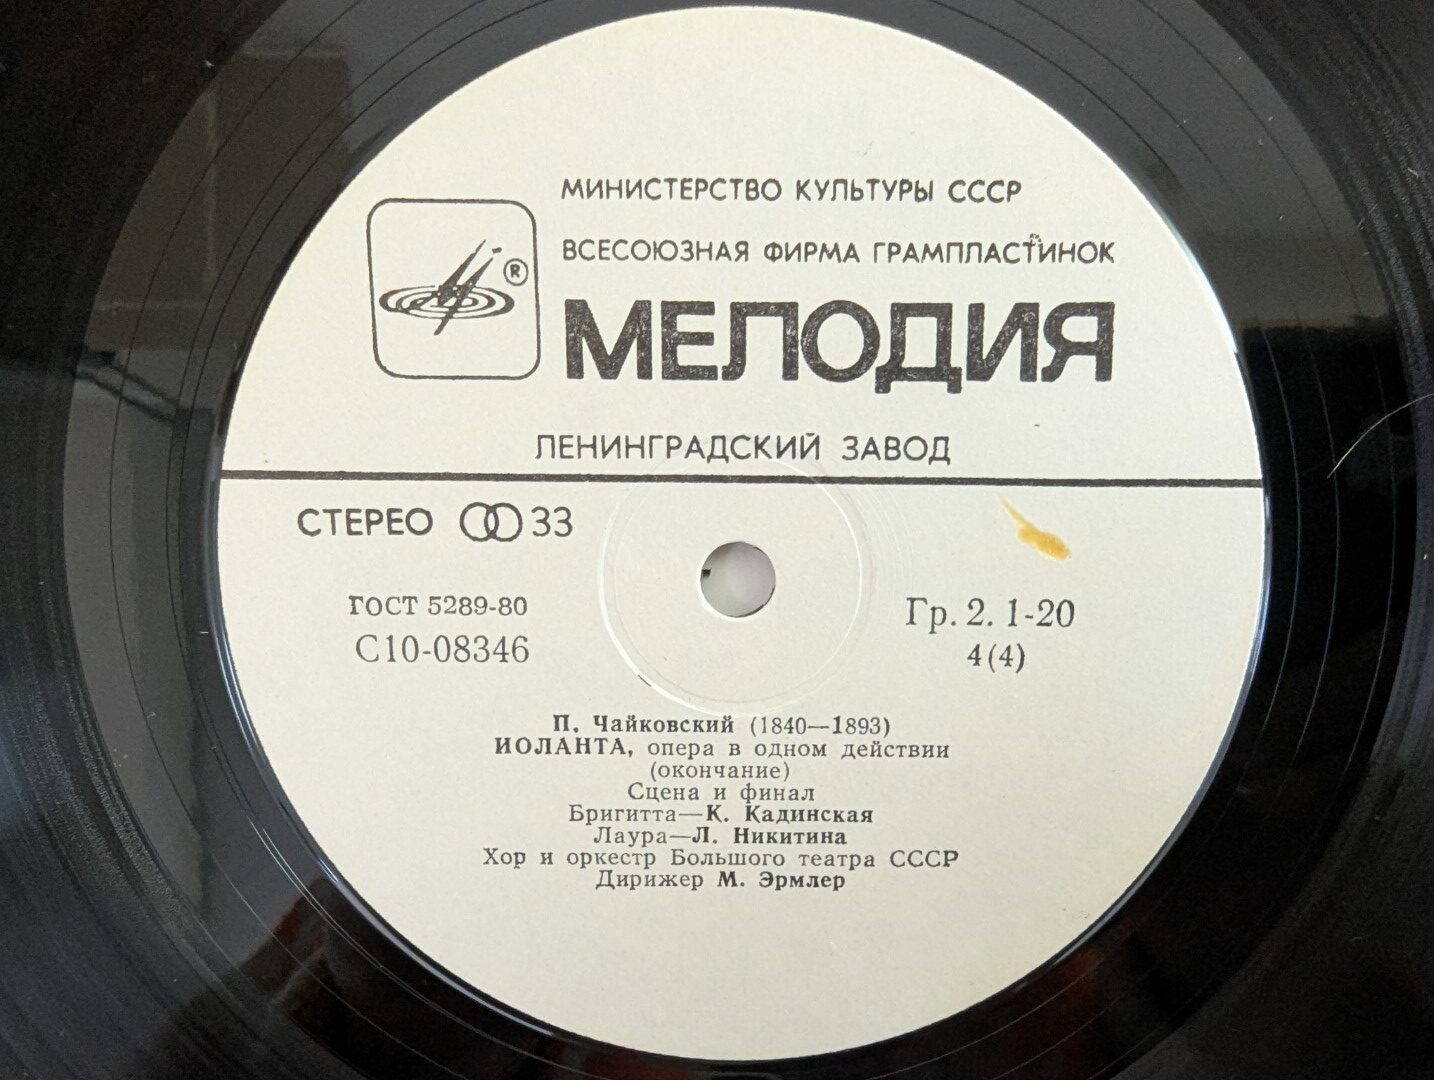 МИНИСТЕРСТВО КУЛЬТУРЫ СССР
ВСЕСОЮЗНАЯ ФИРМА ГРАМПЛАСТИНОК
®
МЕЛОДИЯ
ЛЕНИНГРАДСКИЙ ЗАВОД
СТЕРЕО 33
ГОСТ 5289-80
С10-08346
Гр. 2. 1-20
4(4)
П. Чайковский (1840—1893)
ИОЛАНТА, опера в одном действии
(окончание)
Сцена и финал
Бригитта—К. Кадинская
Лаура—Л. Никитина
Хор и оркестр Большого театра СССР
Дирижер М. Эрмлер